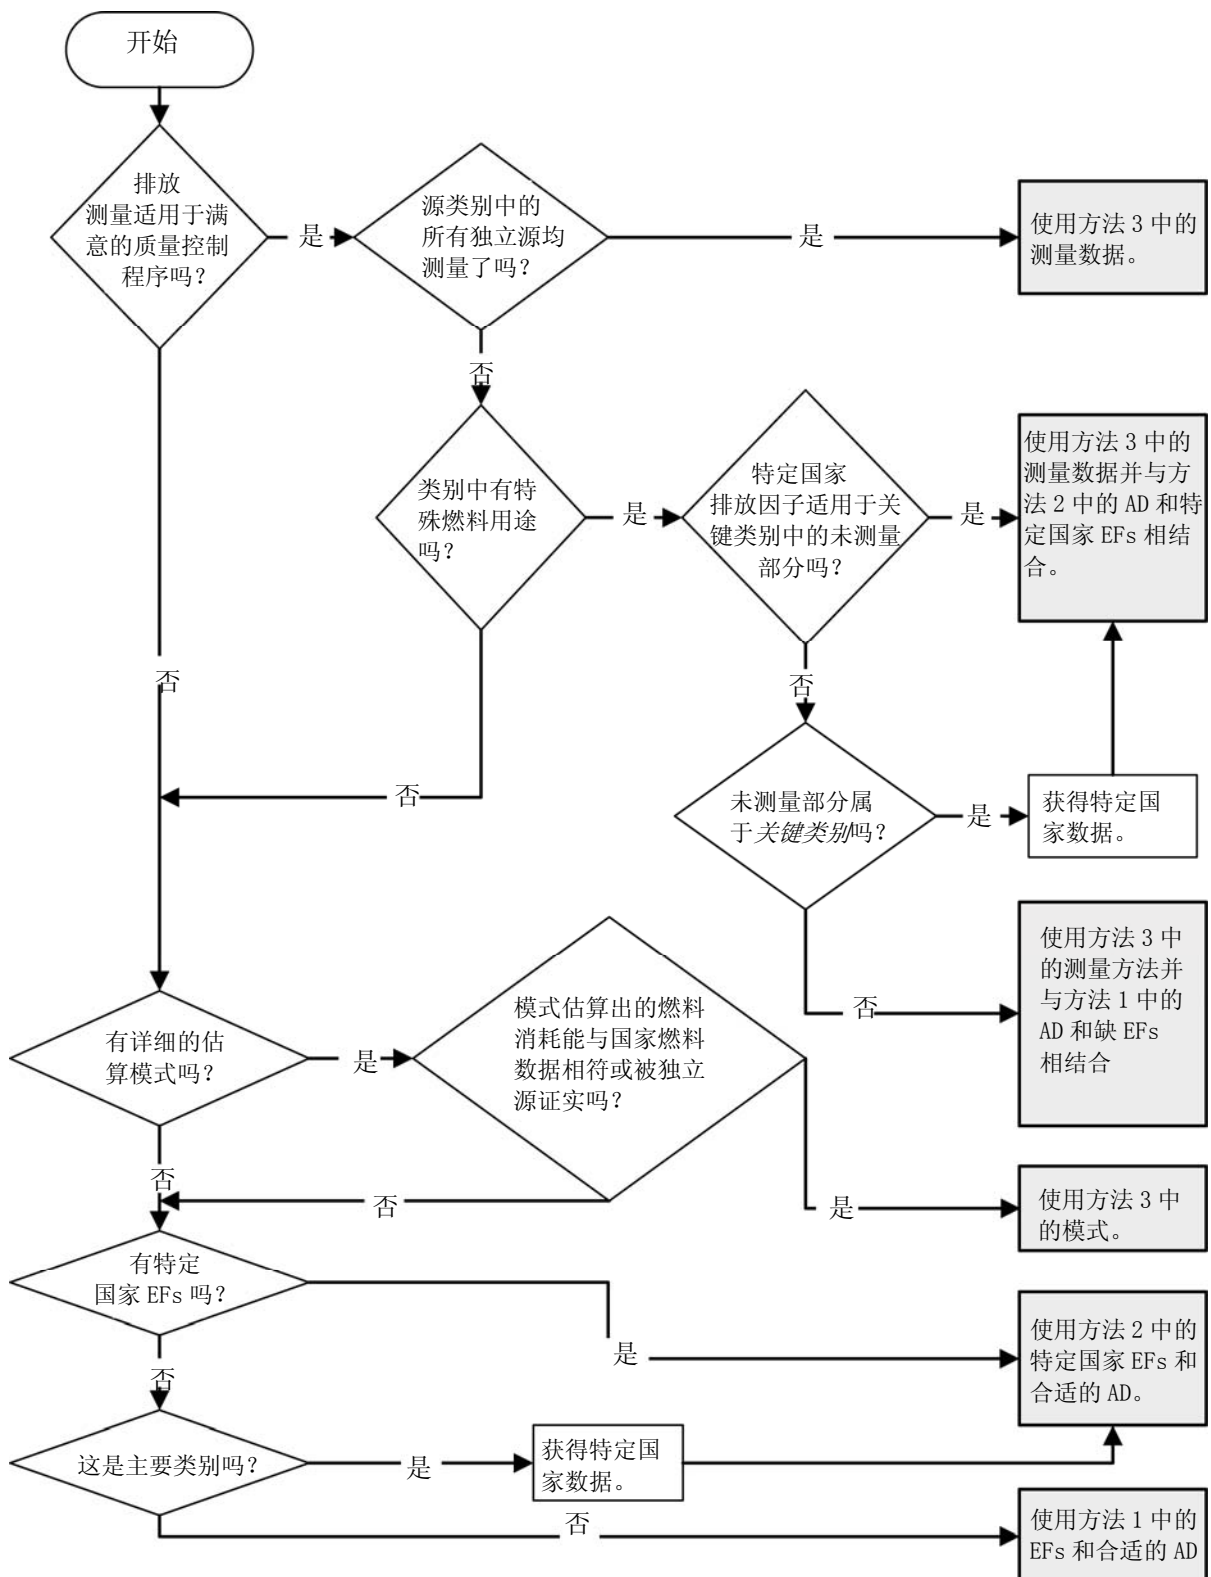 开始
排放
测量适用于满
意的质量控制
程序吗？
是
源类别中的
所有独立源均
测量了吗？
是
使用方法 3 中的
测量数据。
否
类别中有特
殊燃料用途
吗？
是
特定国家
排放因子适用于关
键类别中的未测量
部分吗？
是
使用方法 3 中的
测量数据并与方
法 2 中的 AD 和特
定国家 EFs 相结
合。
否
否
否
未测量部分属
于关键类别吗？
是
获得特定国
家数据。
否
使用方法 3 中
的测量方法并
与方法 1 中的
AD 和缺 EFs
相结合
有详细的估
算模式吗？
是
模式估算出的燃料
消耗能与国家燃料
数据相符或被独立
源证实吗？
否
否
是
使用方法 3 中
的模式。
有特定
国家 EFs 吗？
是
使用方法 2 中的
特定国家 EFs 和
合适的 AD。
否
这是主要类别吗？
是
获得特定国
家数据。
否
使用方法 1 中的
EFs 和合适的 AD